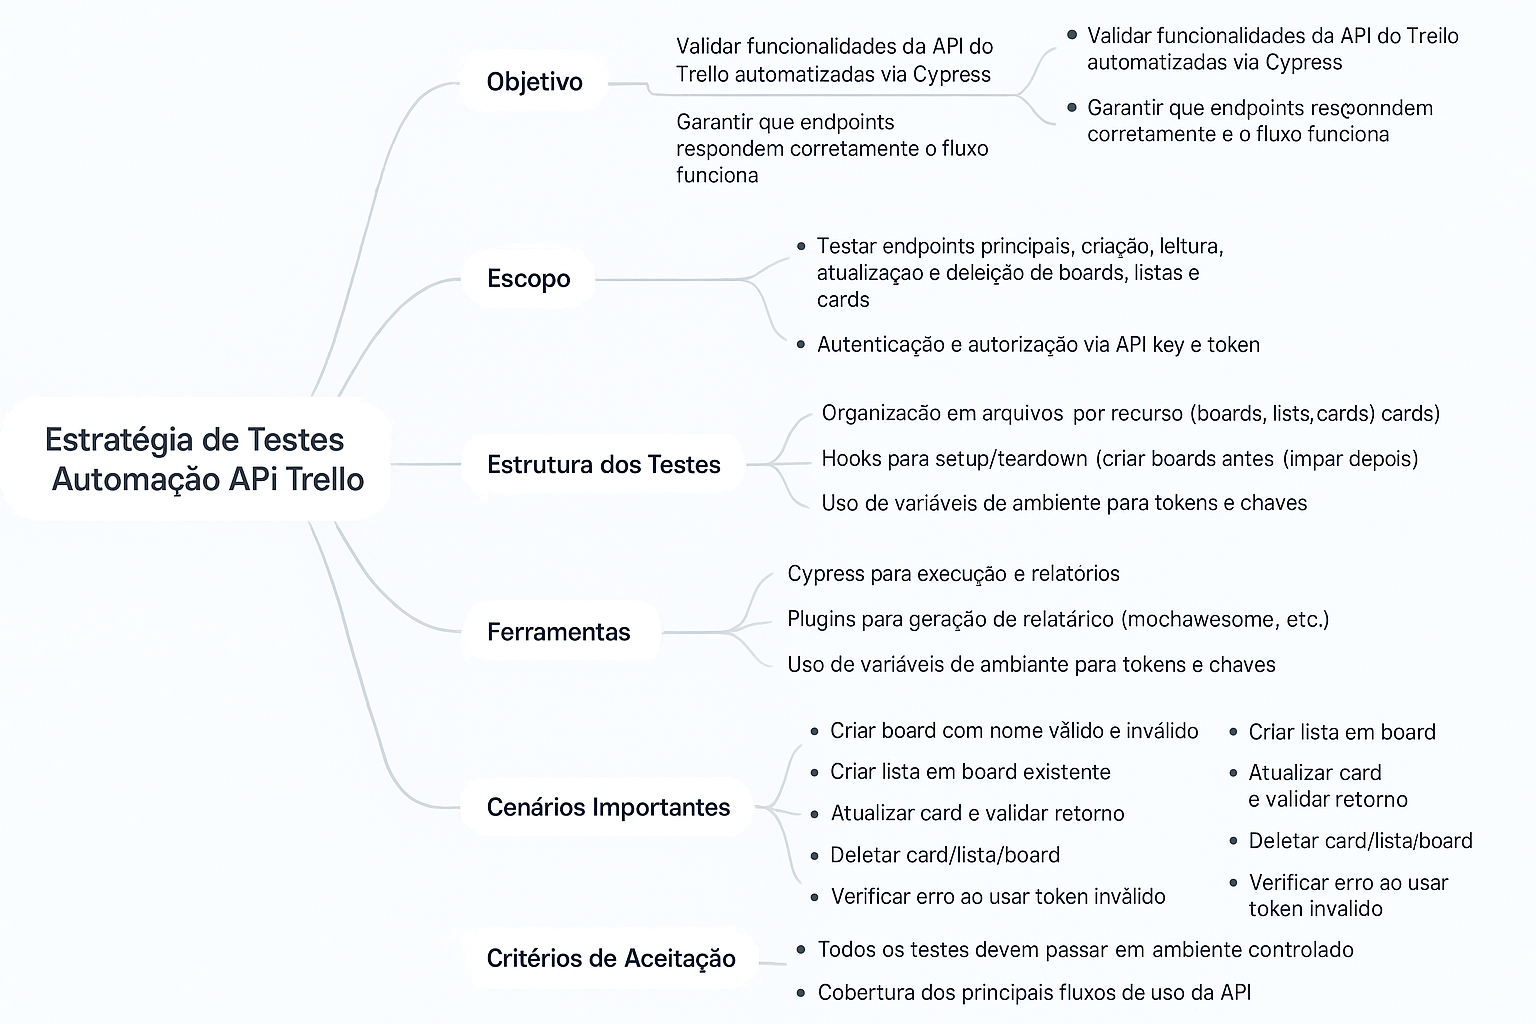 Estratégia de Testes
Automação APi Trello
Objetivo
Validar funcionalidades da API do
Trello automatizadas via Cypress
Garantir que endpoints
respondem corretamente o fluxo
funciona
Validar funcionalidades da API do Treilo
automatizadas via Cypress
Garantir que endpoints resçonndem
corretamente e o fluxo funciona
Escopo
Testar endpoints principais, criação, leltura,
atualizaçao e deleição de boards, listas e
cards
Autenticação e autorização via API key e token
Estrutura dos Testes
Organizacão em arquivos por recurso (boards, lists,cards) cards)
Hooks para setup/teardown (criar boards antes (impar depois)
Uso de variáveis de ambiente para tokens e chaves
Ferramentas
Cypress para execução e relatórios
Plugins para geração de relatárico (mochawesome, etc.)
Uso de variáveis de ambiante para tokens e chaves
Cenários Importantes
Criar board com nome vălido e inválido
Criar lista em board existente
Atualizar card e validar retorno
Deletar card/lista/board
Verificar erro ao usar token invălido
Criar lista em board
Atualizar card
e validar retorno
Deletar card/lista/board
Verificar erro ao usar
token invalido
Critérios de Aceitação
Todos os testes devem passar em ambiente controlado
Cobertura dos principais fluxos de uso da API